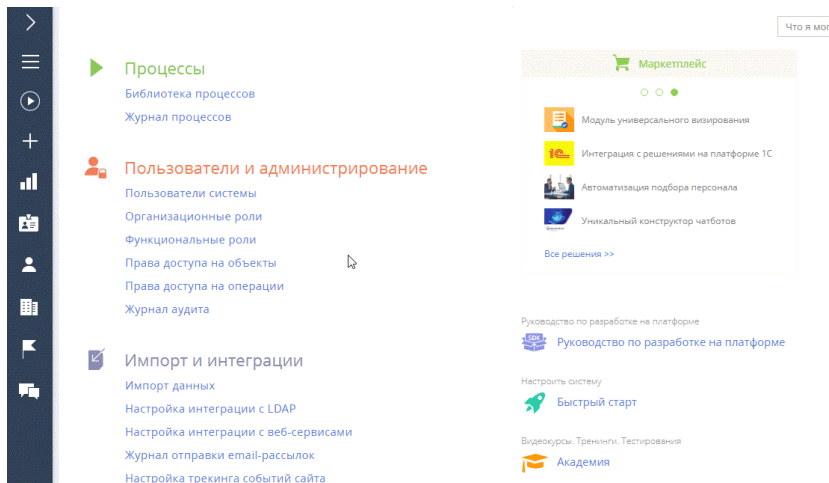 Что я мог
Процессы
Библиотека процессов
Журнал процессов
Пользователи и администрирование
Пользователи системы
Организационные роли
Функциональные роли
Права доступа на объекты
Права доступа на операции
Журнал аудита
Импорт и интеграции
Импорт данных
Настройка интеграции с LDAP
Настройка интеграции с веб-сервисами
Журнал отправки email-рассылок
Настройка трекинга событий сайта
Маркетплейс
Модуль универсального визирования
1С
Интеграция с решениями на платформе 1С
Автоматизация подбора персонала
Уникальный конструктор чатботов
Все решения >>
Руководство по разработке на платформе
SDK
Руководство по разработке на платформе
Настроить систему
Быстрый старт
Видеокурсы. Тренинги. Тестирования
Академия